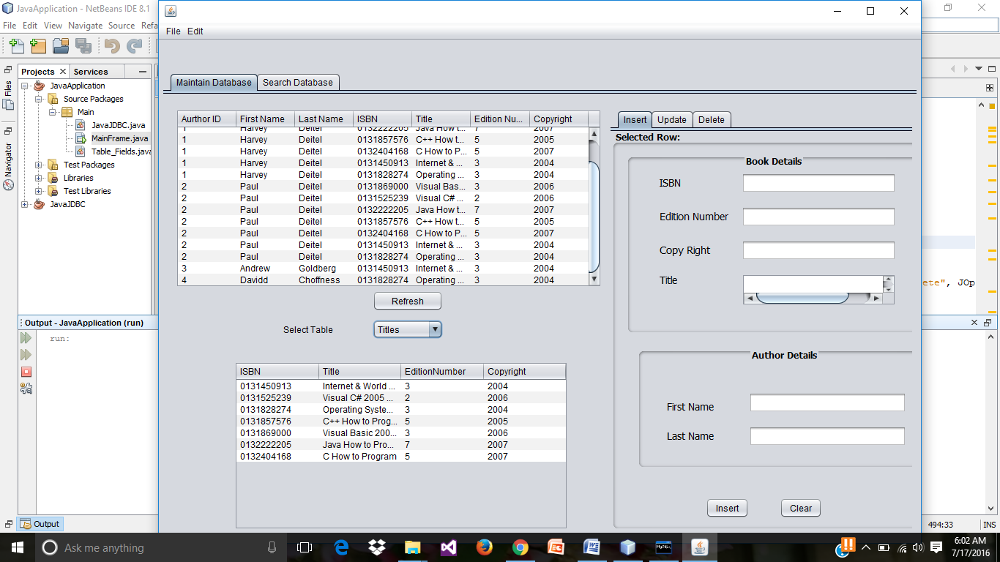 JavaApplication - NetBeans IDE 8.1
File Edit View Navigate Source Refa
File Edit
Projects Services
Files
Navigator
JavaApplication
Source Packages
Main
JavaJDBC.java
MainFrame.java
Table_Fields.java
Test Packages
Libraries
Test Libraries
JavaJDBC
Maintain Database Search Database
Aurthor ID First Name Last Name ISBN Title Edition Nu... Copyright
1 Harvey Deitel 0132222205 Java How t... 7 2007
1 Harvey Deitel 0131857576 C++ How t... 5 2005
1 Harvey Deitel 0132404168 C How to P... 5 2007
1 Harvey Deitel 0131450913 Internet & ... 3 2004
1 Harvey Deitel 0131828274 Operating ... 3 2004
2 Paul Deitel 0131869000 Visual Bas... 3 2006
2 Paul Deitel 0131525239 Visual C# ... 2 2006
2 Paul Deitel 0132222205 Java How t... 7 2007
2 Paul Deitel 0131857576 C++ How t... 5 2005
2 Paul Deitel 0132404168 C How to P... 5 2007
2 Paul Deitel 0131450913 Internet & ... 3 2004
2 Paul Deitel 0131828274 Operating ... 3 2004
3 Andrew Goldberg 0131450913 Internet & ... 3 2004
4 Davidd Choffness 0131828274 Operating ... 3 2004
Refresh
Select Table Titles
ISBN Title EditionNumber Copyright
0131450913 Internet & World ... 3 2004
0131525239 Visual C# 2005 ... 2 2006
0131828274 Operating Syste... 3 2004
0131857576 C++ How to Prog... 5 2005
0131869000 Visual Basic 200... 3 2006
0132222205 Java How to Pro... 7 2007
0132404168 C How to Program 5 2007
Insert Update Delete
Selected Row:
Book Details
ISBN
Edition Number
Copy Right
Title
Author Details
First Name
Last Name
Insert Clear
ete", JOp
Output - JavaApplication (run)
run:
Output
494:33 INS
Ask me anything
MySQL
6:02 AM
7/17/2016